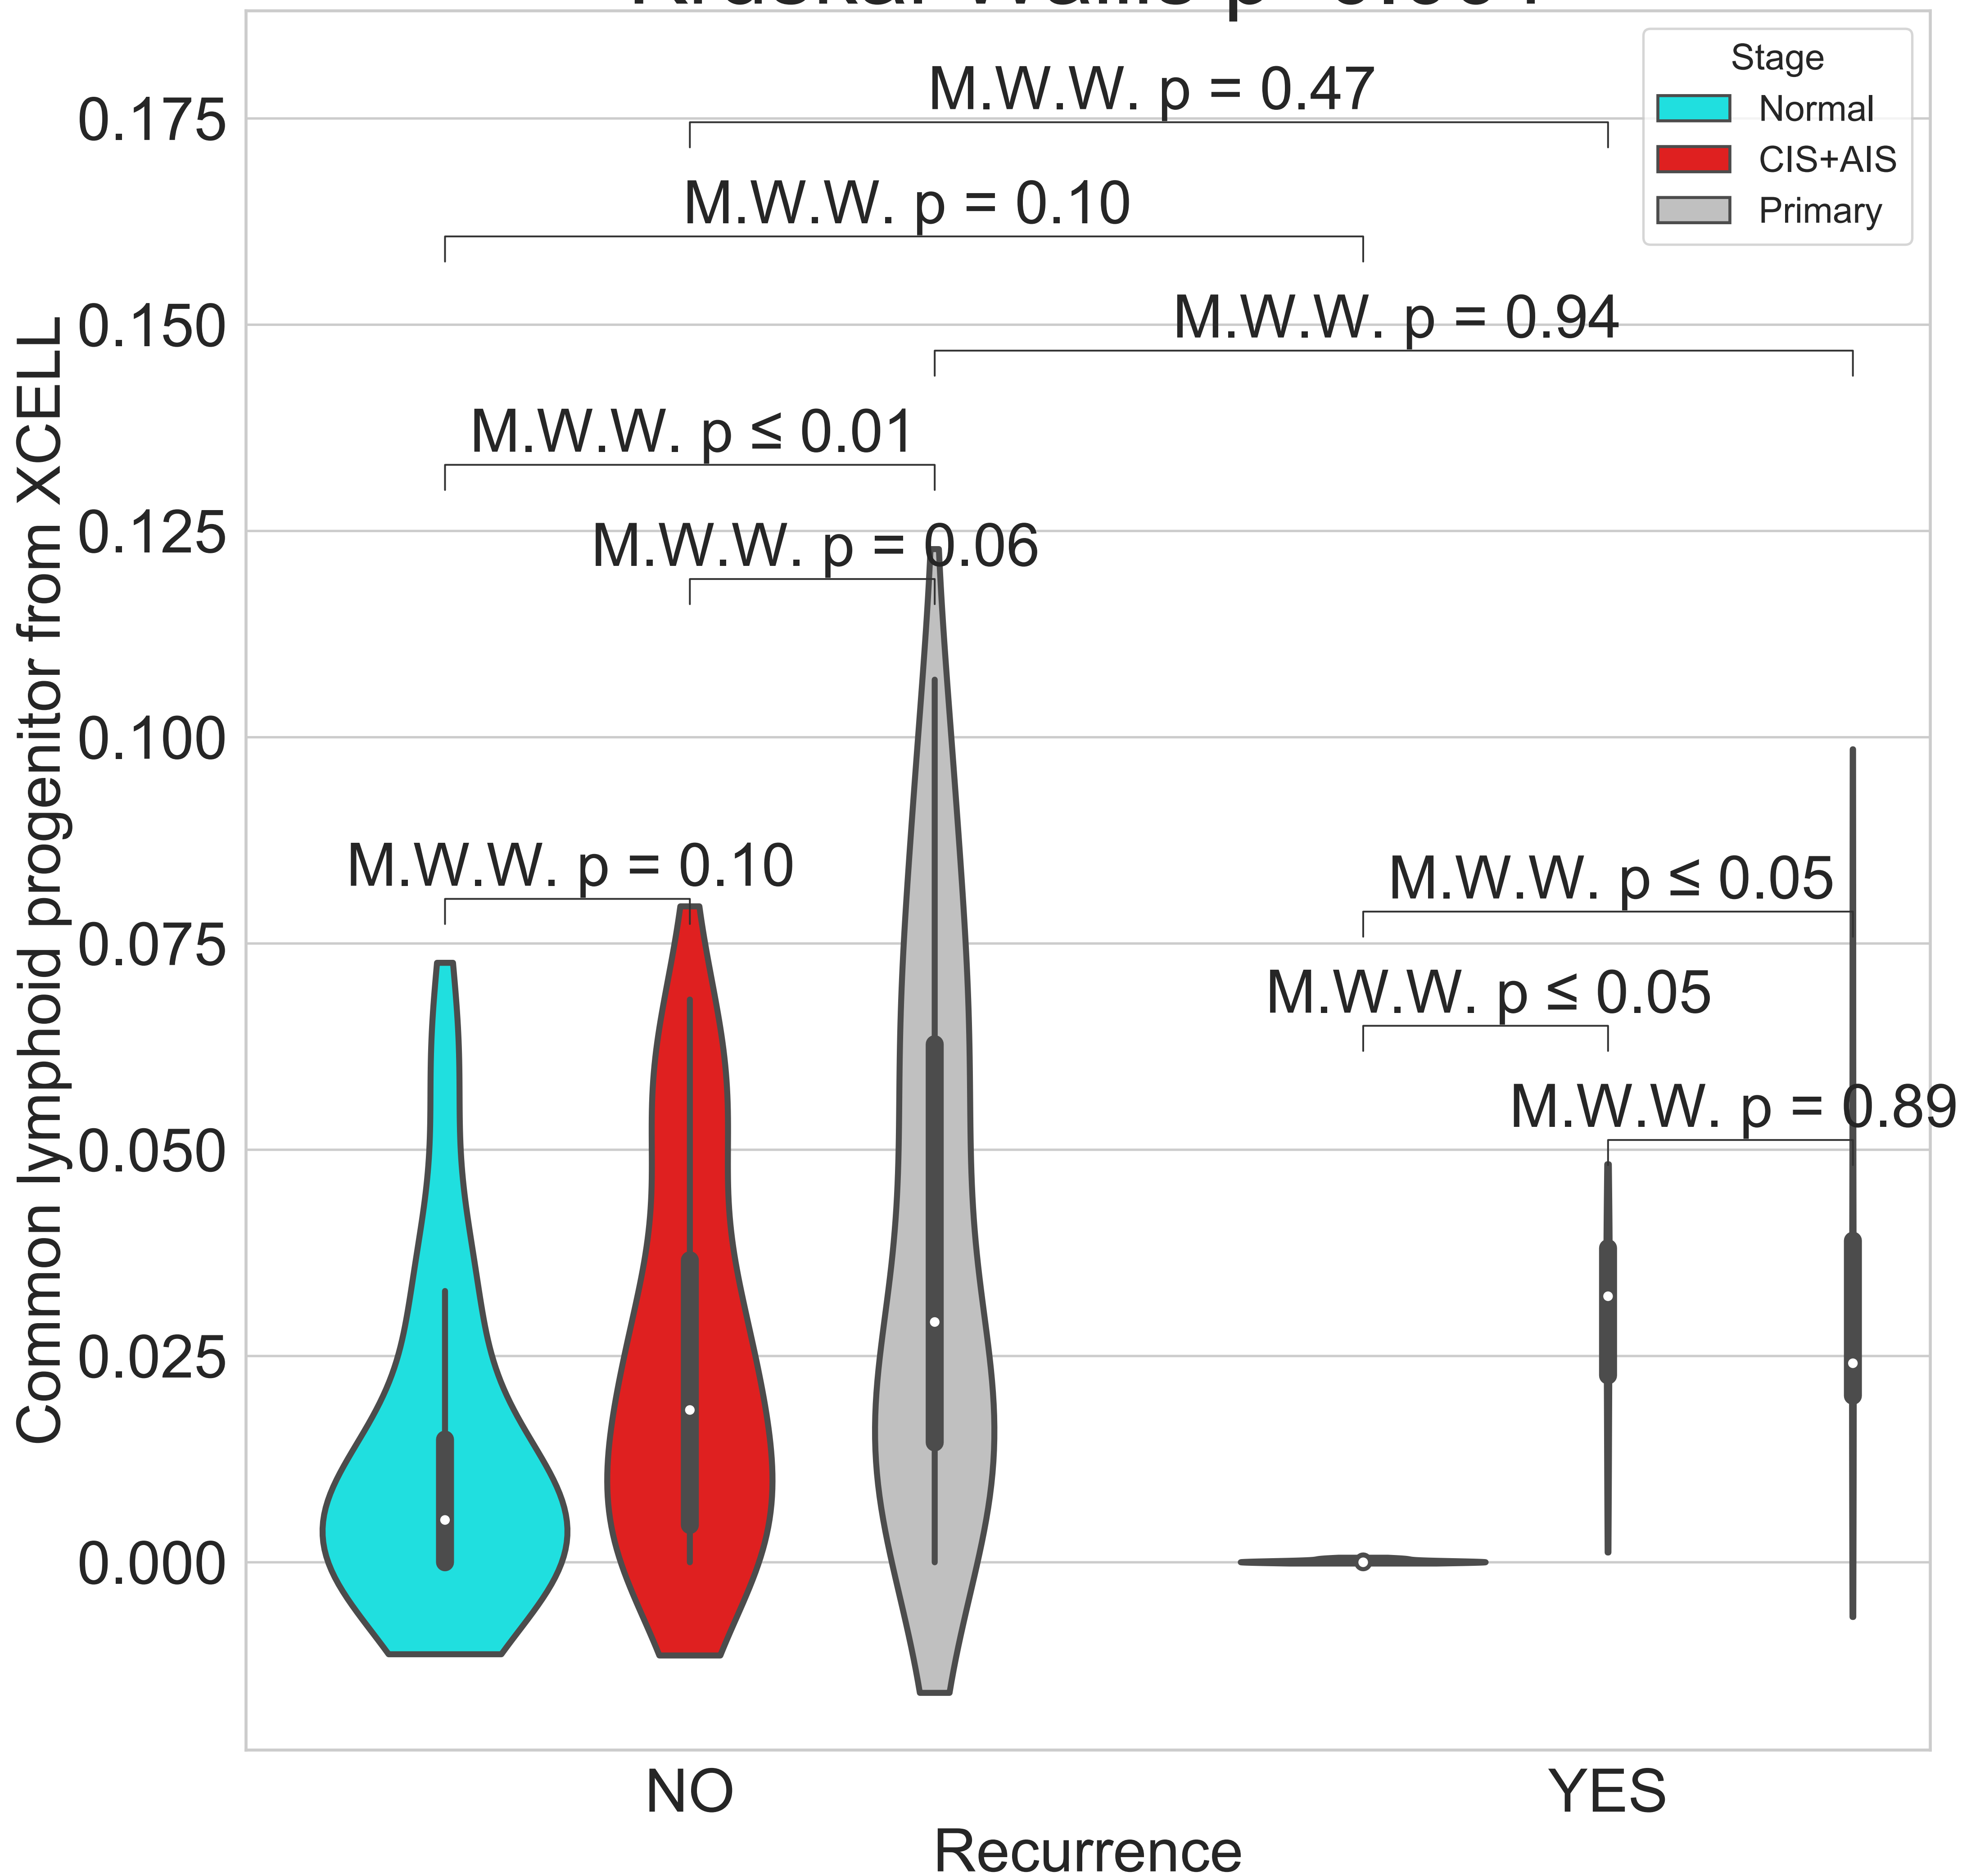 Stage
Normal
CIS+AIS
Primary
M.W.W. p = 0.47
M.W.W. p = 0.10
M.W.W. p = 0.94
M.W.W. p ≤ 0.01
M.W.W. p = 0.06
M.W.W. p = 0.10
M.W.W. p ≤ 0.05
M.W.W. p ≤ 0.05
M.W.W. p = 0.89
0.175
0.150
0.125
0.100
0.075
0.050
0.025
0.000
Common lymphoid progenitor from XCELL
NO
YES
Recurrence